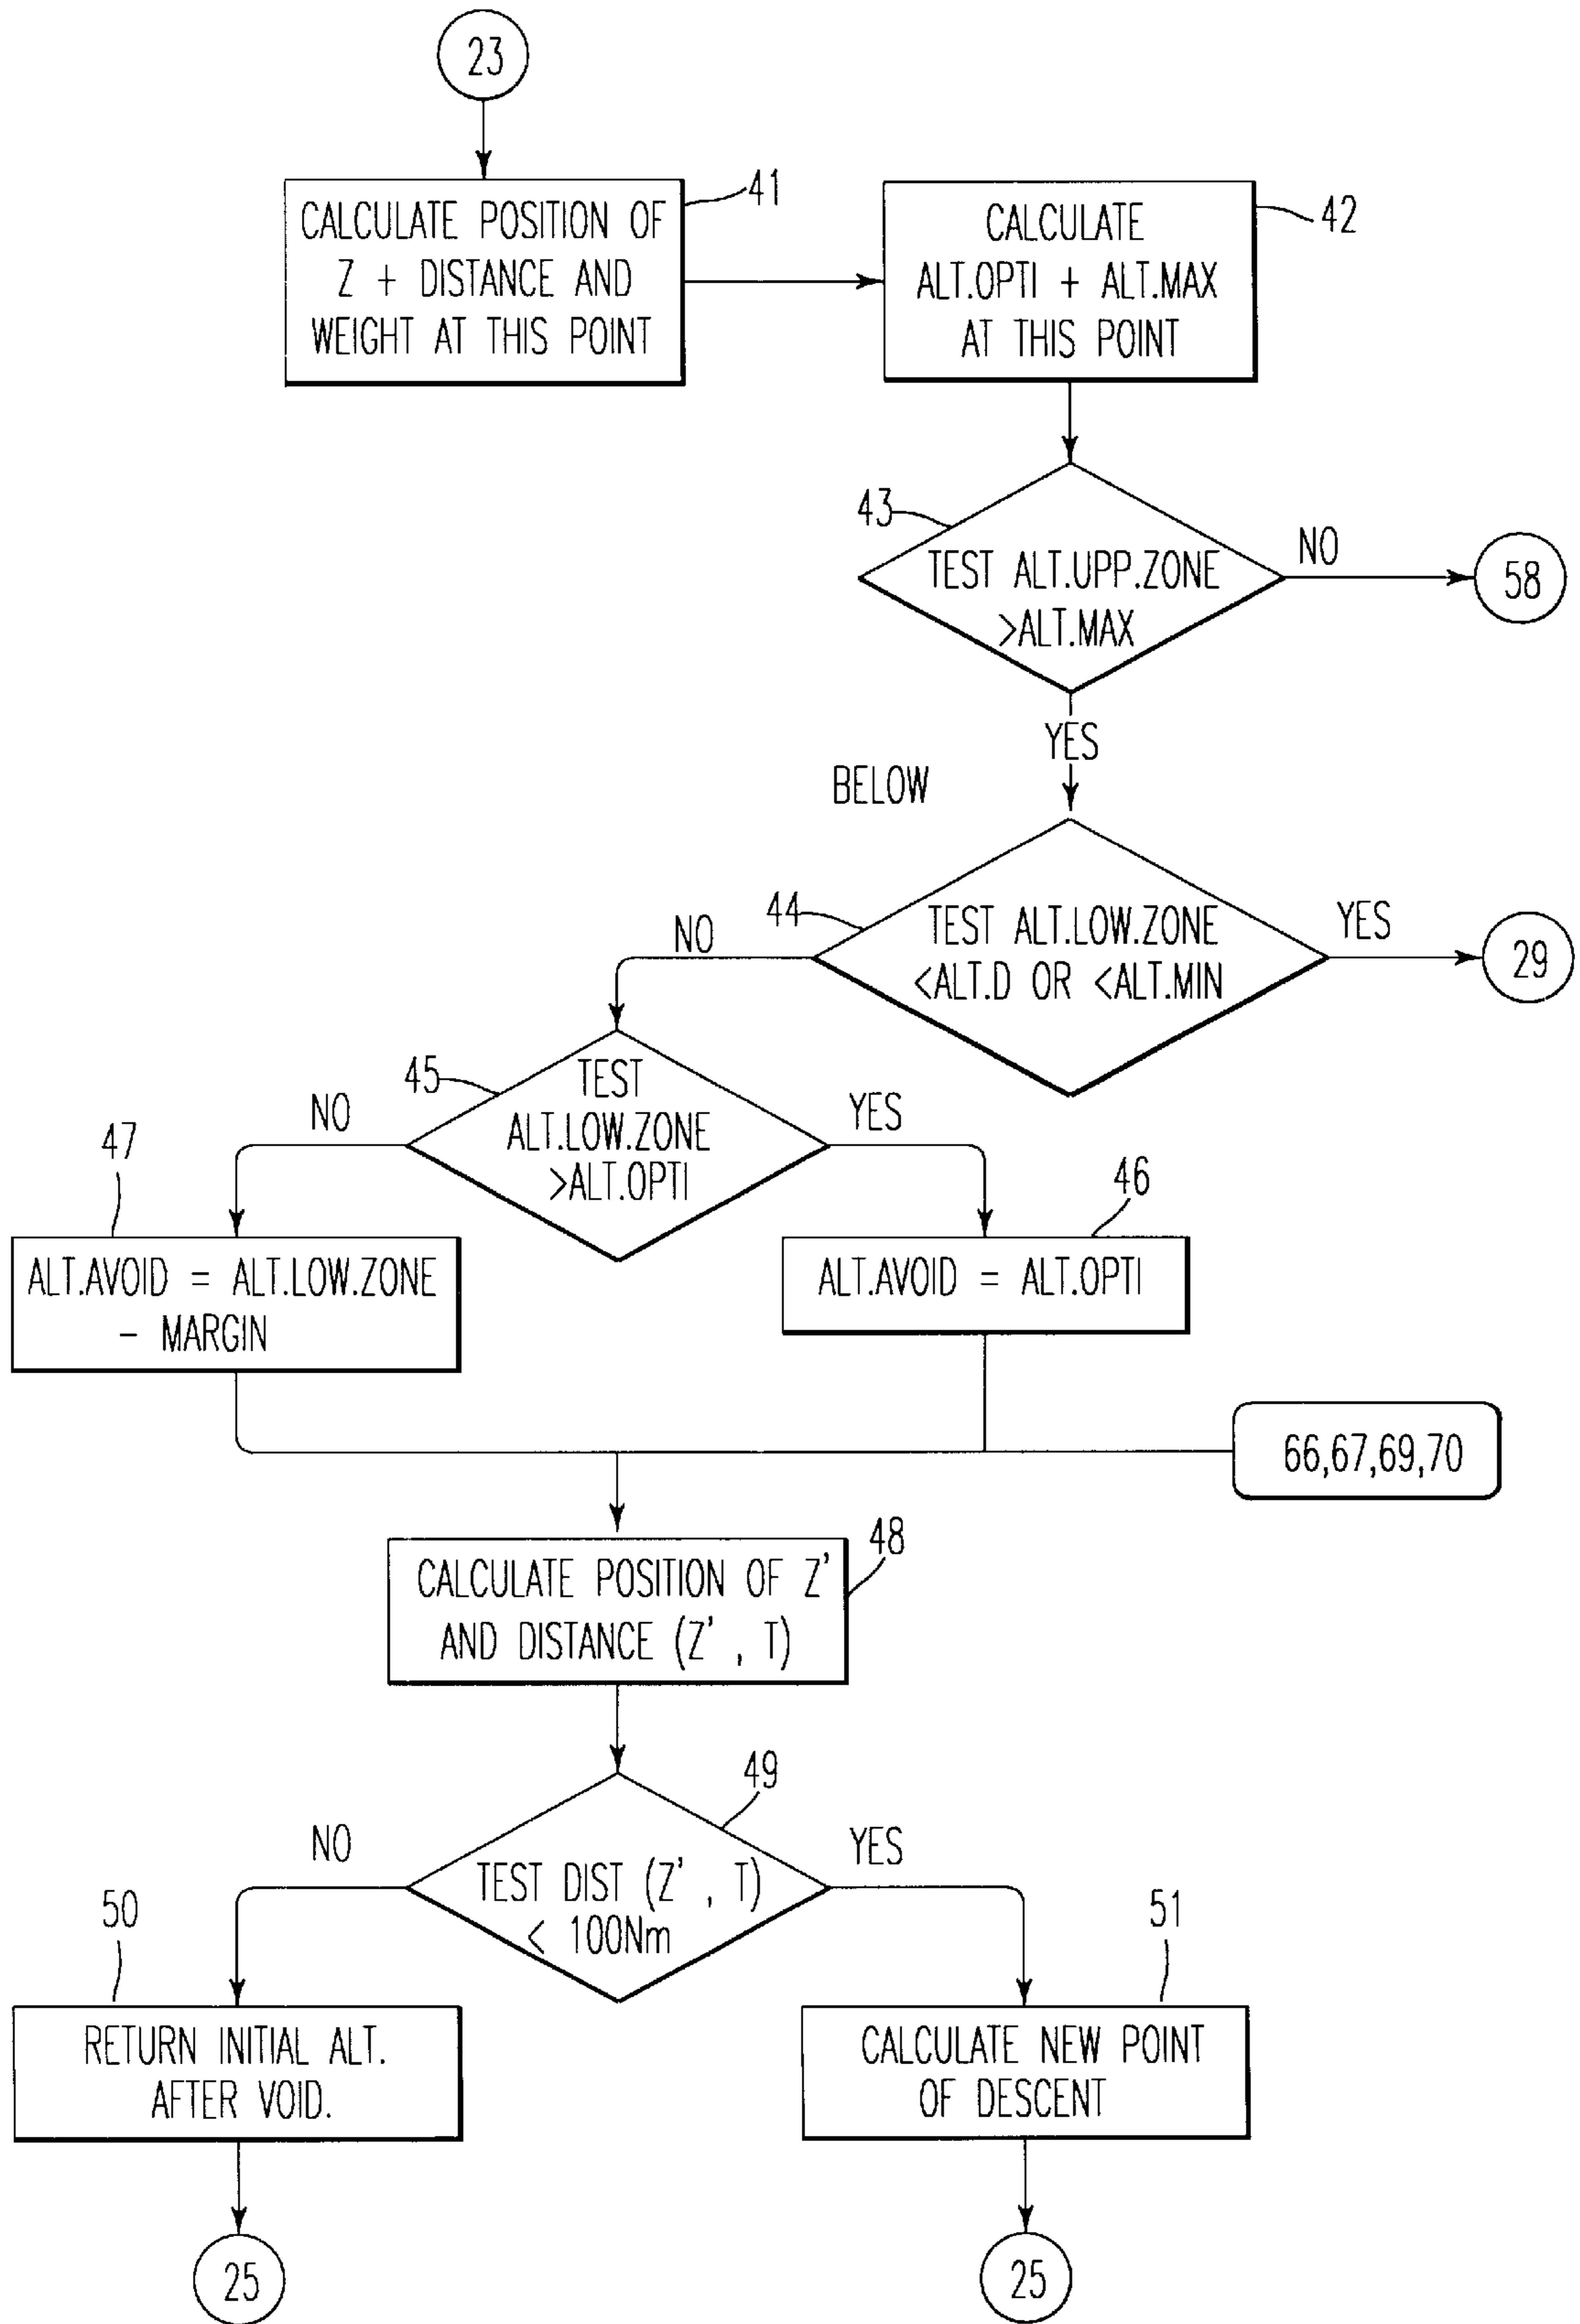 23
CALCULATE POSITION OF
Z + DISTANCE AND
WEIGHT AT THIS POINT
41
CALCULATE
ALT.OPTI + ALT.MAX
AT THIS POINT
42
43
TEST ALT.UPP.ZONE
>ALT.MAX
NO
58
YES
BELOW
44
TEST ALT.LOW.ZONE
<ALT.D OR <ALT.MIN
YES
29
NO
45
TEST
ALT.LOW.ZONE
>ALT.OPTI
NO
YES
47
ALT.AVOID = ALT.LOW.ZONE
- MARGIN
46
ALT.AVOID = ALT.OPTI
66,67,69,70
48
CALCULATE POSITION OF Z'
AND DISTANCE (Z' , T)
49
TEST DIST (Z' , T)
< 100Nm
NO
YES
50
RETURN INITIAL ALT.
AFTER VOID.
51
CALCULATE NEW POINT
OF DESCENT
25
25